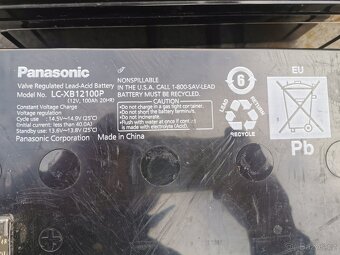 Panasonic
Valve Regulated Lead-Acid Battery
Model No. LC-XB12100P
(12V, 100Ah 20HR)
Constant Voltage Charge
Voltage Regulation
Cycle use : 14.5V~14.9V (25°C)
(Initial current: less than 40.0A)
Standby use: 13.6V~13.8V (25°C)
Panasonic Corporation
Made in China
NONSPILLABLE
IN THE U.S.A. CALL 1-800-SAV-LEAD
BATTERY MUST BE RECYCLED.
CAUTION
Do not charge in a gas tight container.
Do not short the battery terminals.
Do not incinerate.
Flush with water at once if contact
is made with electrolyte (Acid).
6
LEAD
RECYCLE
EU
Pb